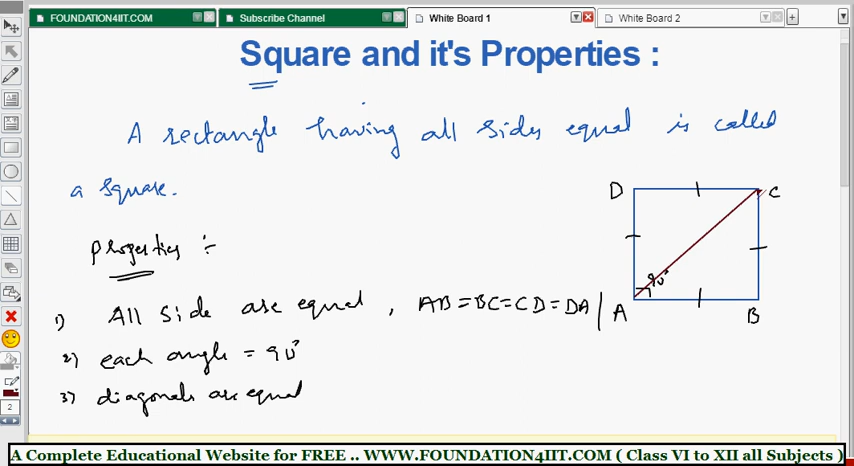 FOUNDATION4IIT.COM
Subscribe Channel
White Board 1
White Board 2
Square and it's Properties :
A rectangle having all sides equal is called
a square.
D
C
Properties :-
90°
1) All side are equal , AB = BC = CD = DA
A
B
2) each angle = 90°
3) diagonals are equal
2
A Complete Educational Website for FREE .. WWW.FOUNDATION4IIT.COM ( Class VI to XII all Subjects )